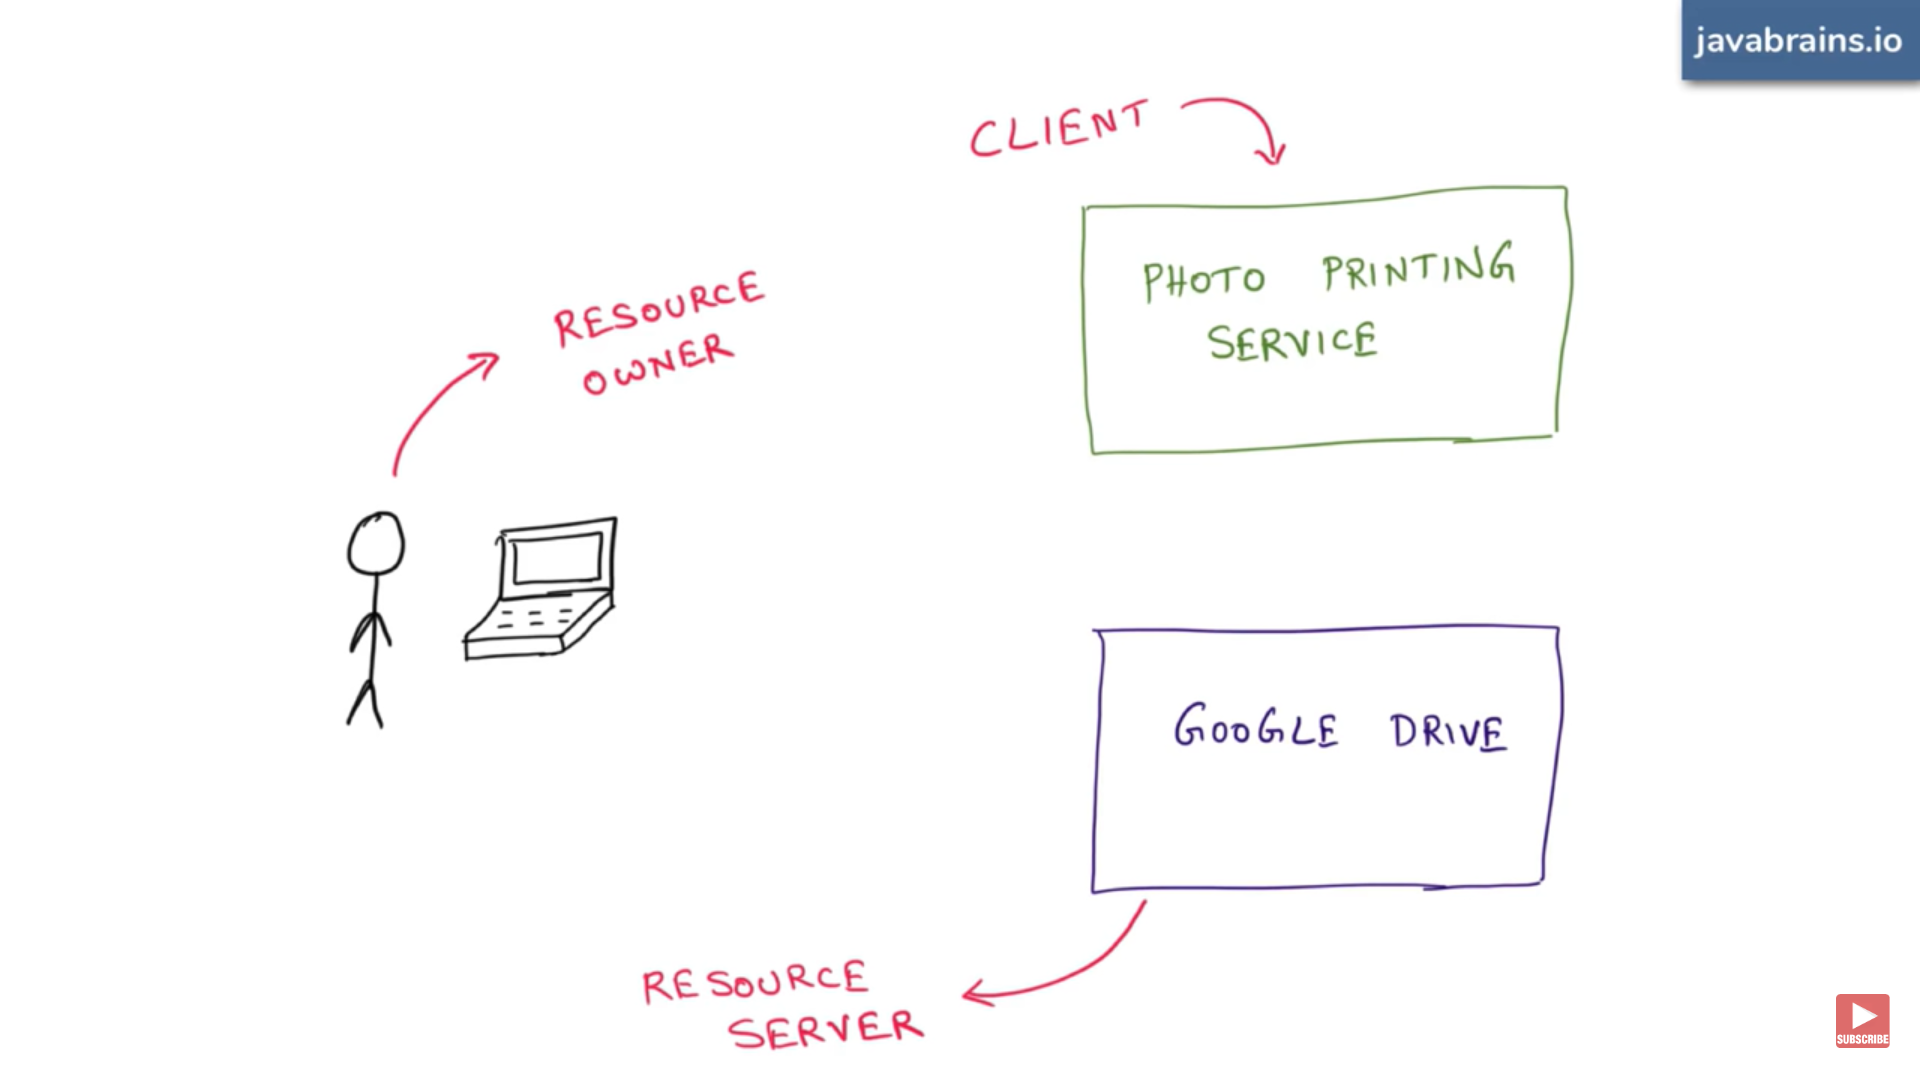 javabrains.io
CLIENT
PHOTO PRINTING
SERVICE
RESOURCE
OWNER
GOOGLE DRIVE
RESOURCE
SERVER
SUBSCRIBE